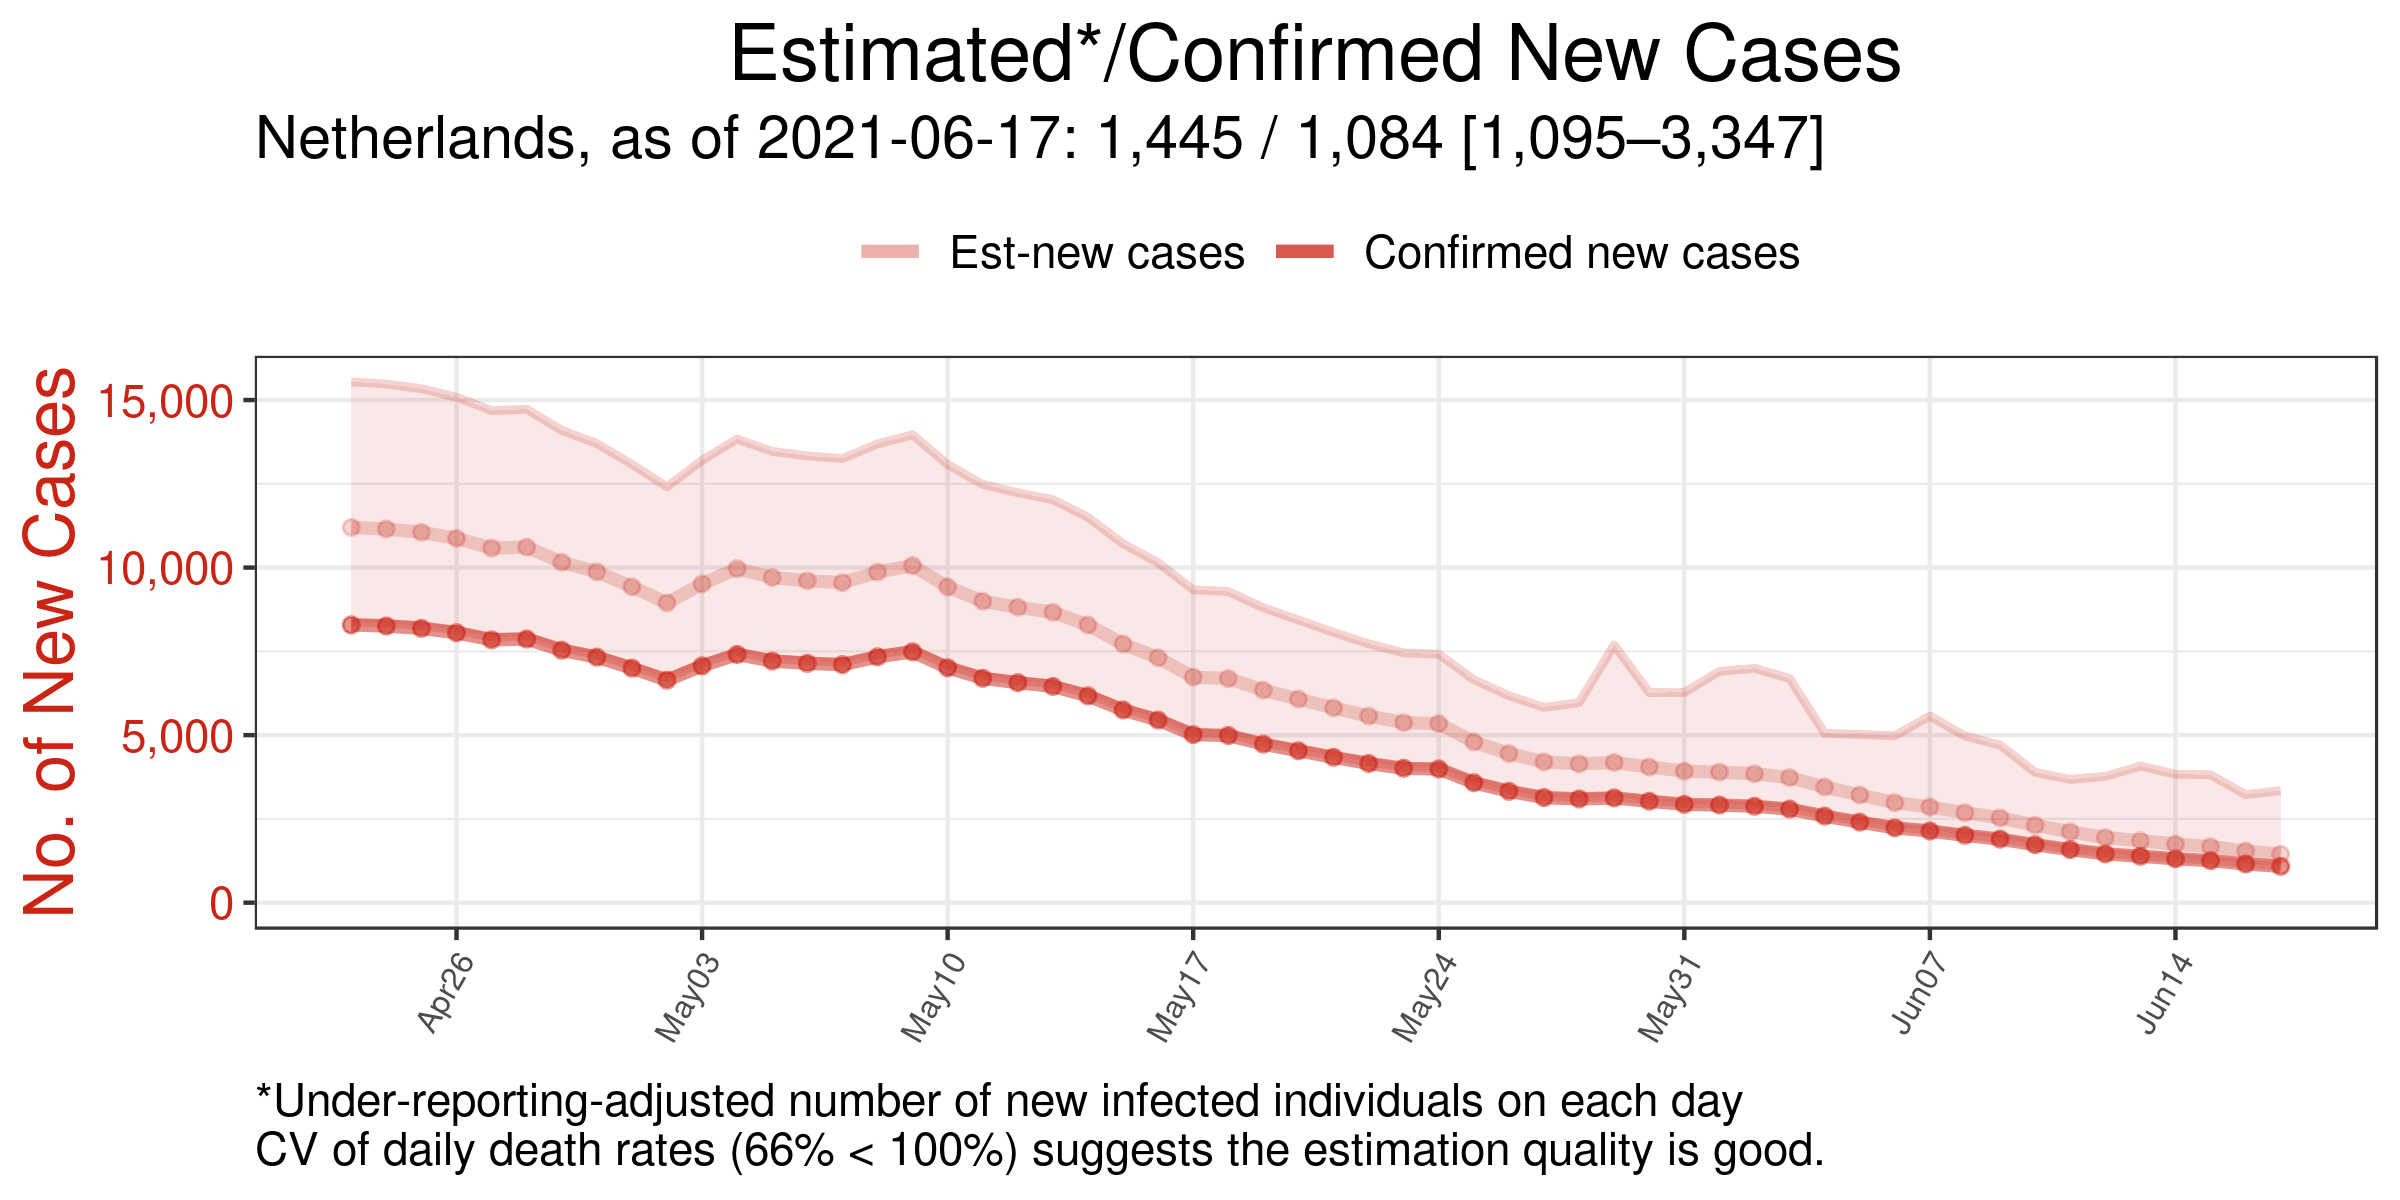 Estimated*/Confirmed New Cases
Netherlands, as of 2021-06-17: 1,445 / 1,084 [1,095–3,347]
Est-new cases
Confirmed new cases
No. of New Cases
15,000
10,000
5,000
0
Apr26
May03
May10
May17
May24
May31
Jun07
Jun14
*Under-reporting-adjusted number of new infected individuals on each day
CV of daily death rates (66% < 100%) suggests the estimation quality is good.